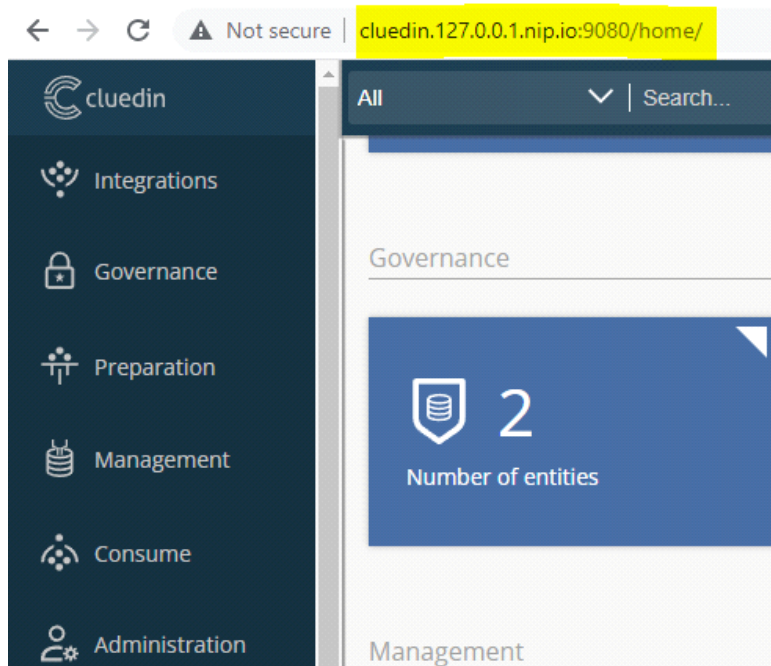 Not secure | cluedin.127.0.0.1.nip.io:9080/home/
cluedin
All
Search...
Integrations
Governance
Preparation
Management
Consume
Administration
Governance
2
Number of entities
Management